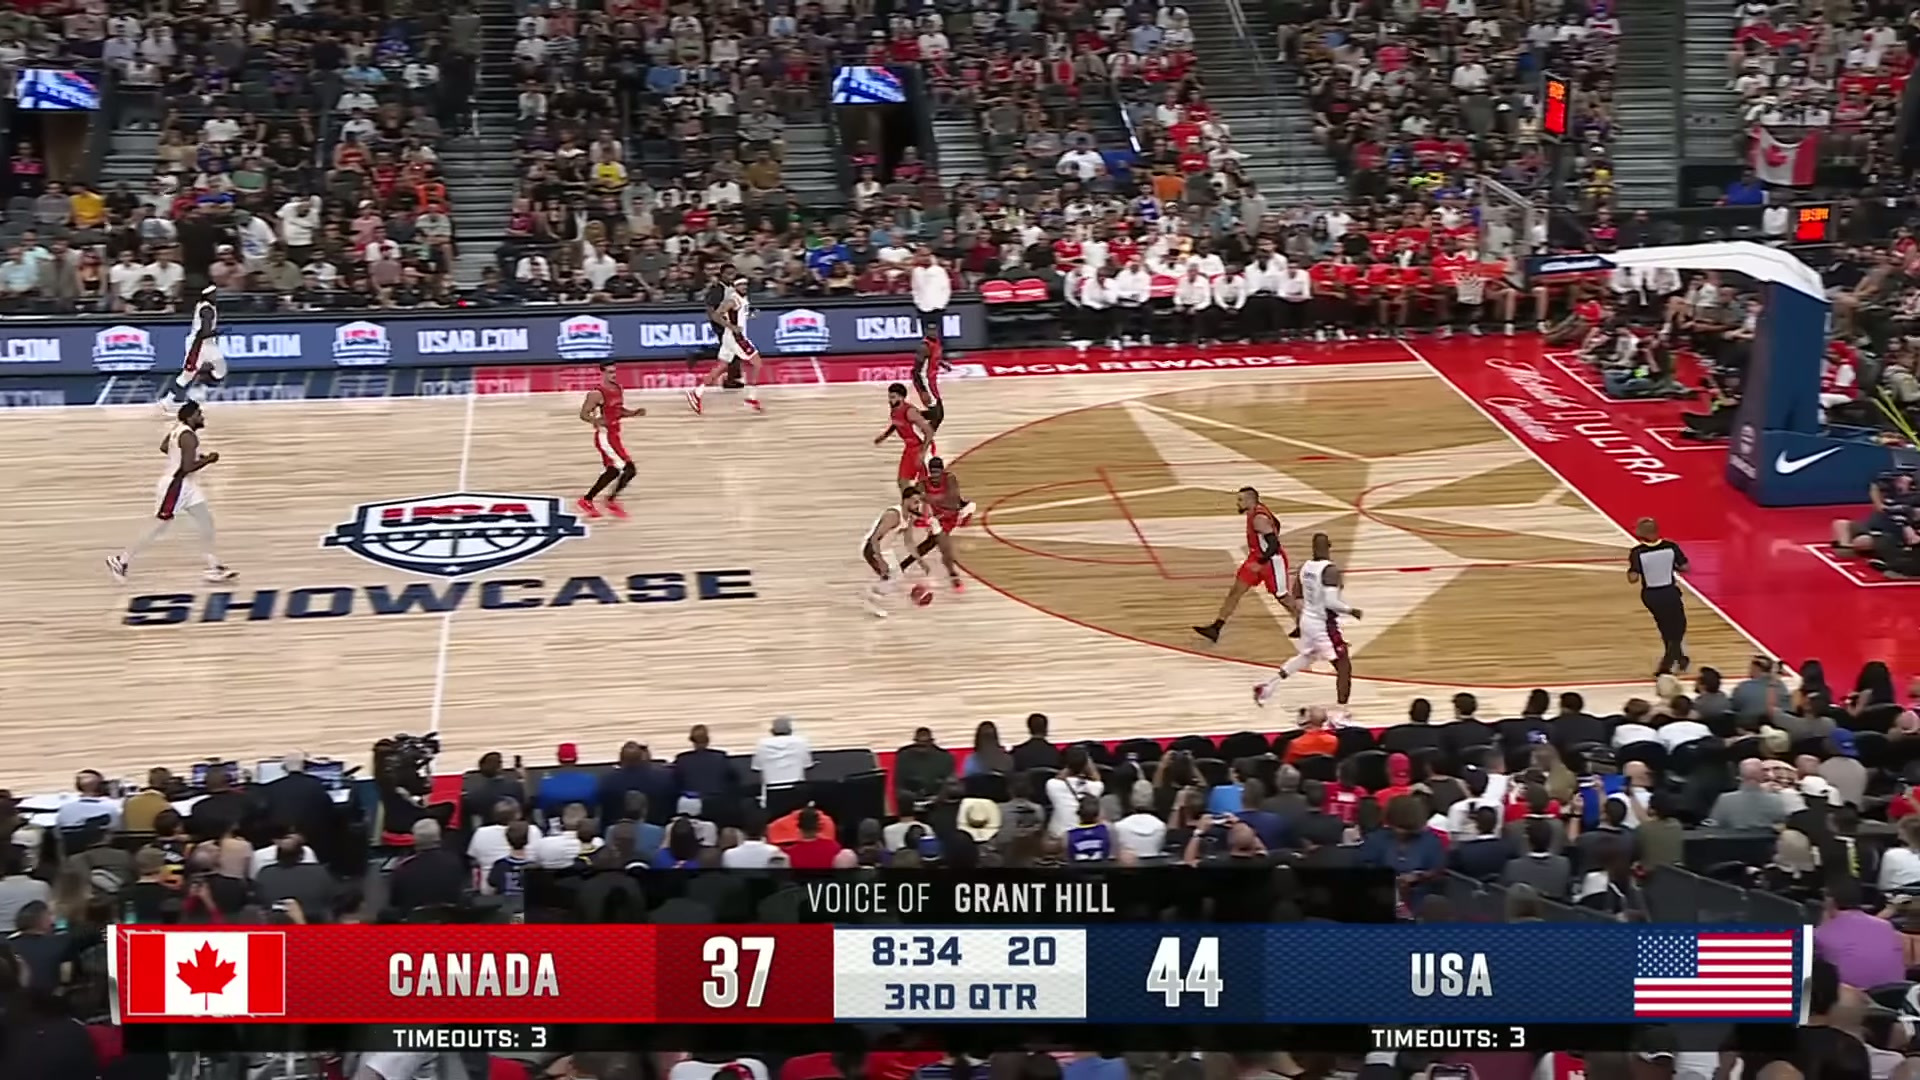 USAB.COM
USAB.COM
USAB.COM
MGM REWARDS
ULTRA
USA
BASKETBALL
SHOWCASE
VOICE OF GRANT HILL
CANADA 37 8:34 20 44 USA
3RD QTR
TIMEOUTS: 3 TIMEOUTS: 3